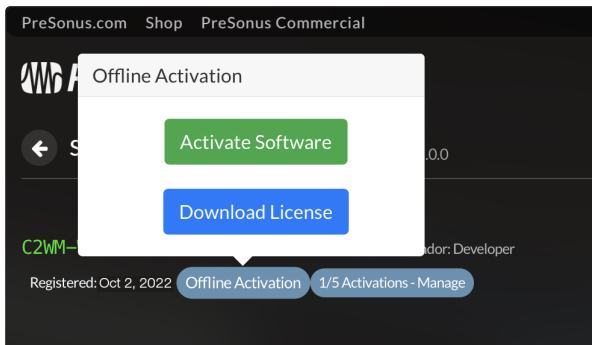 PreSonus.com Shop PreSonus Commercial
Offline Activation
Activate Software
.0.0
Download License
C2WM-
Developer
Registered: Oct 2, 2022 Offline Activation 1/5 Activations - Manage